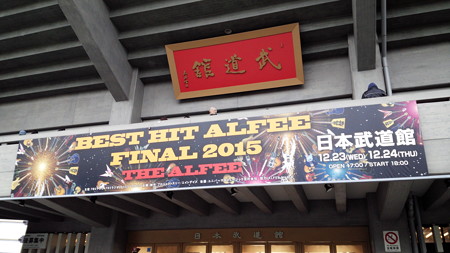 武道館
BEST HIT ALFEE
FINAL 2015
THE ALFEE
日本武道館
12.23(WED)/12.24(THU)
OPEN 17:00 / START 18:00
日本武道館